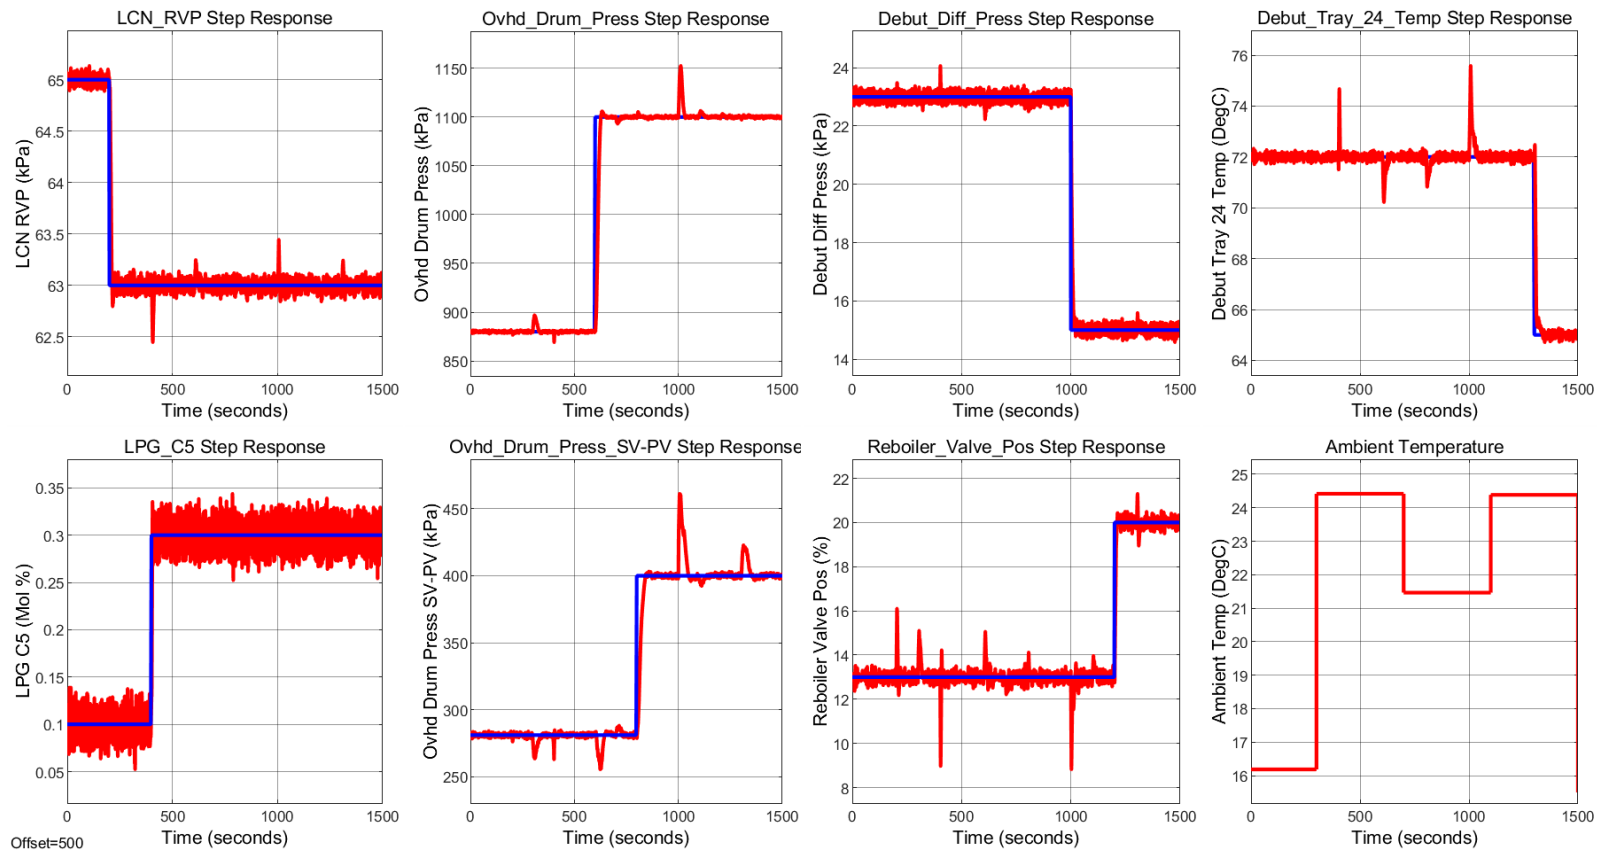 LCN_RVP Step Response
LCN RVP (kPa)
65
64.5
64
63.5
63
62.5
0 500 1000 1500
Time (seconds)
Ovhd_Drum_Press Step Response
Ovhd Drum Press (kPa)
1150
1100
1050
1000
950
900
850
0 500 1000 1500
Time (seconds)
Debut_Diff_Press Step Response
Debut Diff Press (kPa)
24
22
20
18
16
14
0 500 1000 1500
Time (seconds)
Debut_Tray_24_Temp Step Response
Debut Tray 24 Temp (DegC)
76
74
72
70
68
66
64
0 500 1000 1500
Time (seconds)
LPG_C5 Step Response
LPG C5 (Mol %)
0.35
0.3
0.25
0.2
0.15
0.1
0.05
0 500 1000 1500
Time (seconds)
Ovhd_Drum_Press_SV-PV Step Response
Ovhd Drum Press SV-PV (kPa)
450
400
350
300
250
0 500 1000 1500
Time (seconds)
Reboiler_Valve_Pos Step Response
Reboiler Valve Pos (%)
22
20
18
16
14
12
10
8
0 500 1000 1500
Time (seconds)
Ambient Temperature
Ambient Temp (DegC)
25
24
23
22
21
20
19
18
17
16
0 500 1000 1500
Time (seconds)
Offset=500